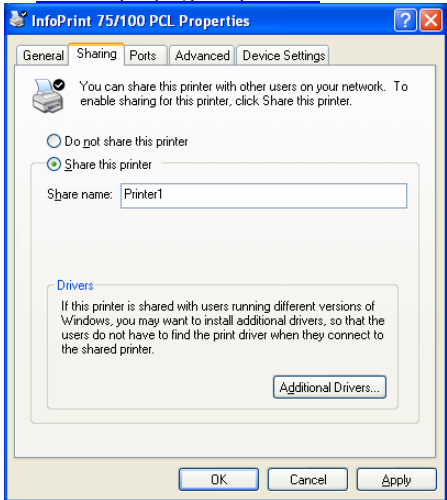 InfoPrint 75/100 PCL Properties
General Sharing Ports Advanced Device Settings
You can share this printer with other users on your network. To
enable sharing for this printer, click Share this printer.
Do not share this printer
Share this printer
Share name: Printer1
Drivers
If this printer is shared with users running different versions of
Windows, you may want to install additional drivers, so that the
users do not have to find the print driver when they connect to
the shared printer.
Additional Drivers...
OK Cancel Apply